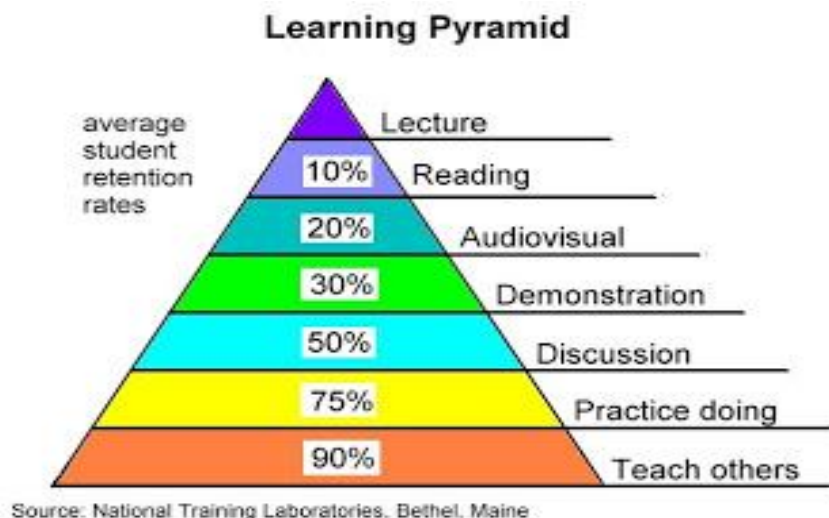 Learning Pyramid
average
student
retention
rates
Lecture
10% Reading
20% Audiovisual
30% Demonstration
50% Discussion
75% Practice doing
90% Teach others
Source: National Training Laboratories, Bethel, Maine